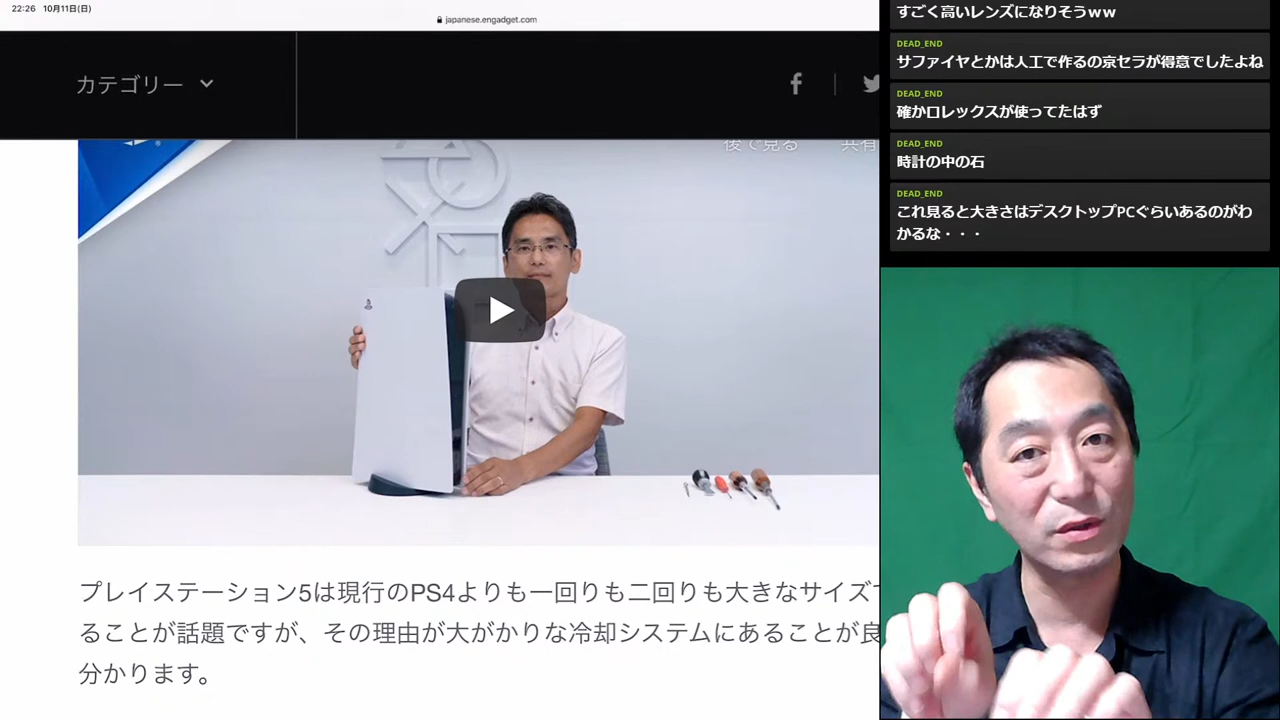 22:26 10月11日(日)
japanese.engadget.com
カテゴリー
後で見る 共有
プレイステーション5は現行のPS4よりも一回りも二回りも大きなサイズ
ることが話題ですが、その理由が大がかりな冷却システムにあることが良
分かります。
すごく高いレンズになりそうｗｗ
DEAD_END
サファイヤとかは人工で作るの京セラが得意でしたよね
DEAD_END
確かロレックスが使ってたはず
DEAD_END
時計の中の石
DEAD_END
これ見ると大きさはデスクトップPCぐらいあるのがわ
かるな・・・